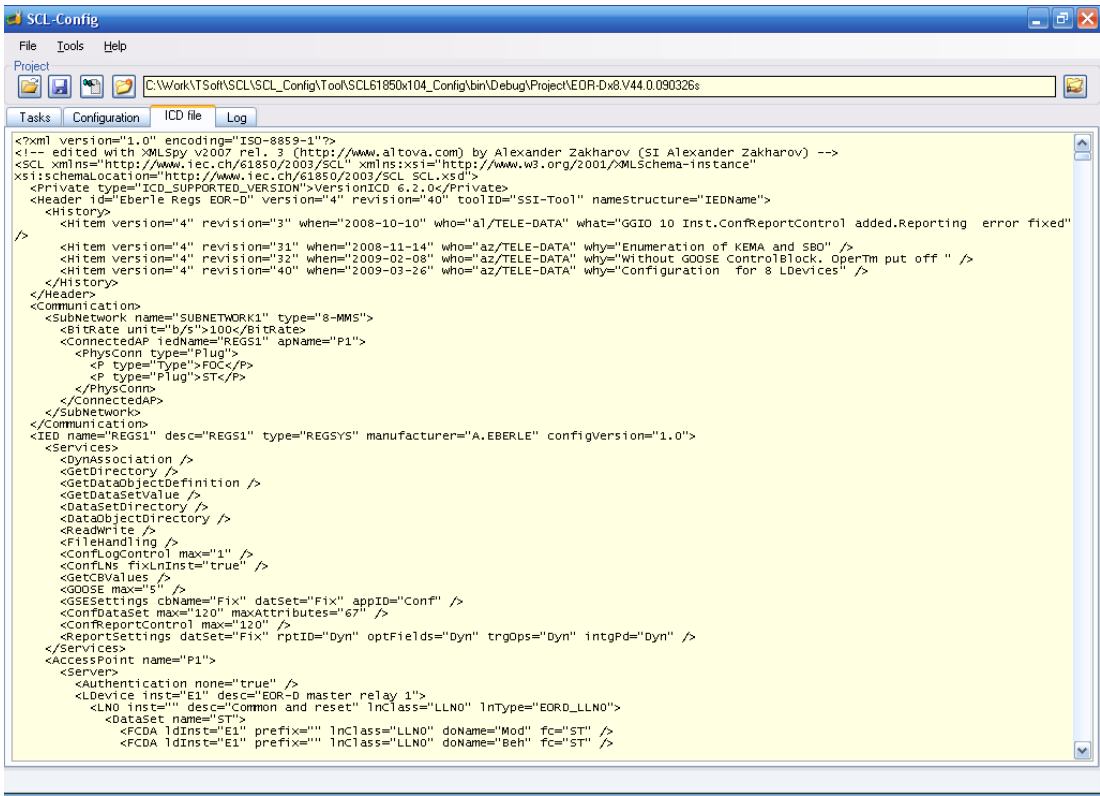 SCL-Config
File Tools Help
Project
C:\Work\TSoft\SCL\SCL_Config\Tool\SCL61850x104_Config\bin\Debug\Project\EOR-Dx8.V44.0.090326s
Tasks Configuration ICD file Log
<?xml version="1.0" encoding="ISO-8859-1"?>
<!-- edited with XMLSpy v2007 rel. 3 (http://www.altova.com) by Alexander Zakharov (SI Alexander Zakharov) -->
<SCL xmlns="http://www.iec.ch/61850/2003/SCL" xmlns:xsi="http://www.w3.org/2001/XMLSchema-instance"
xsi:schemaLocation="http://www.iec.ch/61850/2003/SCL SCL.xsd">
<Private type="ICD_SUPPORTED_VERSION">VersionICD 6.2.0</Private>
<Header id="Eberle Regs EOR-D" version="4" revision="40" toolID="SSI-Tool" nameStructure="IEDName">
<History>
<Hitem version="4" revision="3" when="2008-10-10" who="al/TELE-DATA" what="GGIO 10 Inst.ConfReportControl added.Reporting  error fixed"
/>
<Hitem version="4" revision="31" when="2008-11-14" who="az/TELE-DATA" why="Enumeration of KEMA and SBO" />
<Hitem version="4" revision="32" when="2009-02-08" who="az/TELE-DATA" why="Without GOOSE ControlBlock. OperTm put off " />
<Hitem version="4" revision="40" when="2009-03-26" who="az/TELE-DATA" why="Configuration  for 8 LDevices" />
</History>
</Header>
<Communication>
<SubNetwork name="SUBNETWORK1" type="8-MMS">
<BitRate unit="b/s">100</BitRate>
<ConnectedAP iedName="REGS1" apName="P1">
<PhysConn type="Plug">
<P type="Type">FOC</P>
<P type="Plug">ST</P>
</PhysConn>
</ConnectedAP>
</SubNetwork>
</Communication>
<IED name="REGS1" desc="REGS1" type="REGSYS" manufacturer="A.EBERLE" configVersion="1.0">
<Services>
<DynAssociation />
<GetDirectory />
<GetDataObjectDefinition />
<GetDataSetValue />
<DataSetDirectory />
<DataObjectDirectory />
<ReadWrite />
<FileHandling />
<ConfLogControl max="1" />
<ConfLNs fixLnInst="true" />
<GetCBValues />
<GOOSE max="5" />
<GSESettings cbName="Fix" datSet="Fix" appID="Conf" />
<ConfDataSet max="120" maxAttributes="67" />
<ConfReportControl max="120" />
<ReportSettings datSet="Fix" rptID="Dyn" optFields="Dyn" trgOps="Dyn" intgPd="Dyn" />
</Services>
<AccessPoint name="P1">
<Server>
<Authentication none="true" />
<LDevice inst="E1" desc="EOR-D master relay 1">
<LN0 inst="" desc="Common and reset" lnClass="LLN0" lnType="EORD_LLN0">
<DataSet name="ST">
<FCDA ldInst="E1" prefix="" lnClass="LLN0" doName="Mod" fc="ST" />
<FCDA ldInst="E1" prefix="" lnClass="LLN0" doName="Beh" fc="ST" />